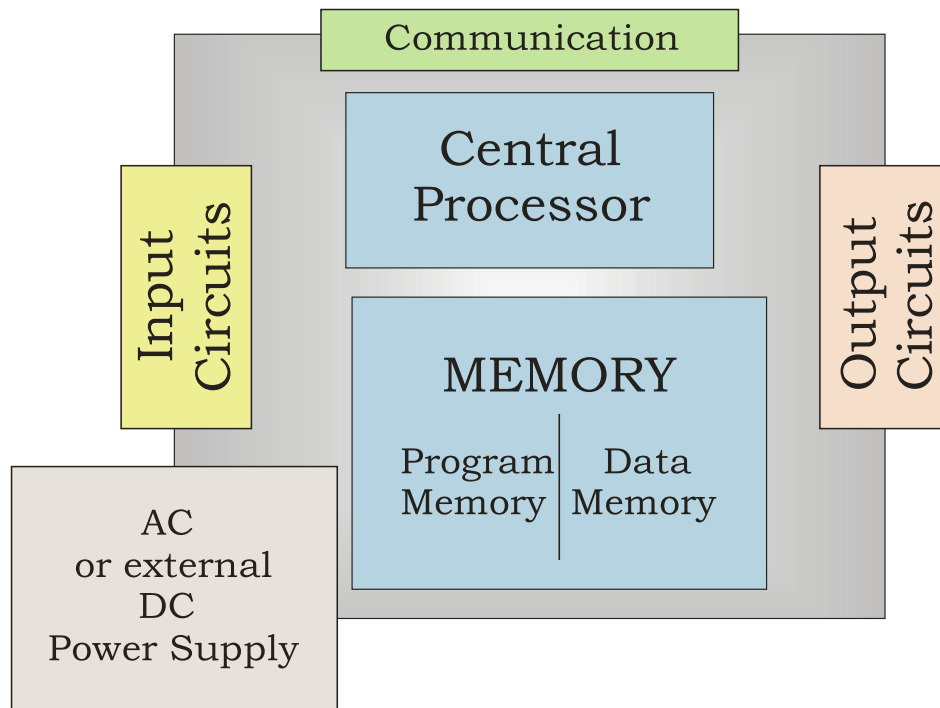 Communication
Central
Processor
Input
Circuits
Output
Circuits
MEMORY
Program
Memory
Data
Memory
AC
or external
DC
Power Supply